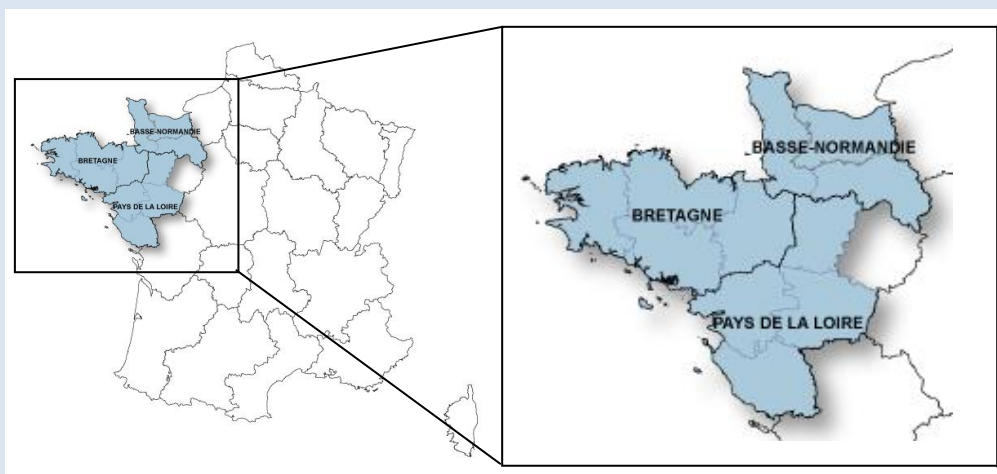 BASSE-NORMANDIE
BRETAGNE
PAYS DE LA LOIRE
BASSE-NORMANDIE
BRETAGNE
PAYS DE LA LOIRE